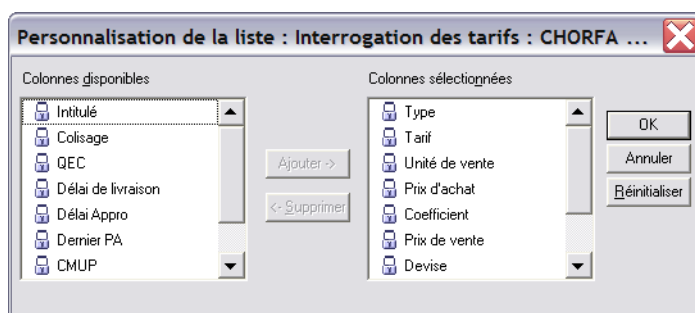 Personnalisation de la liste : Interrogation des tarifs : CHORFA ...
Colonnes disponibles
Colonnes sélectionnées
Intitulé
Colisage
QEC
Délai de livraison
Délai Appro
Dernier PA
CMUP
Ajouter ->
<- Supprimer
Type
Tarif
Unité de vente
Prix d'achat
Coefficient
Prix de vente
Devise
OK
Annuler
Réinitialiser